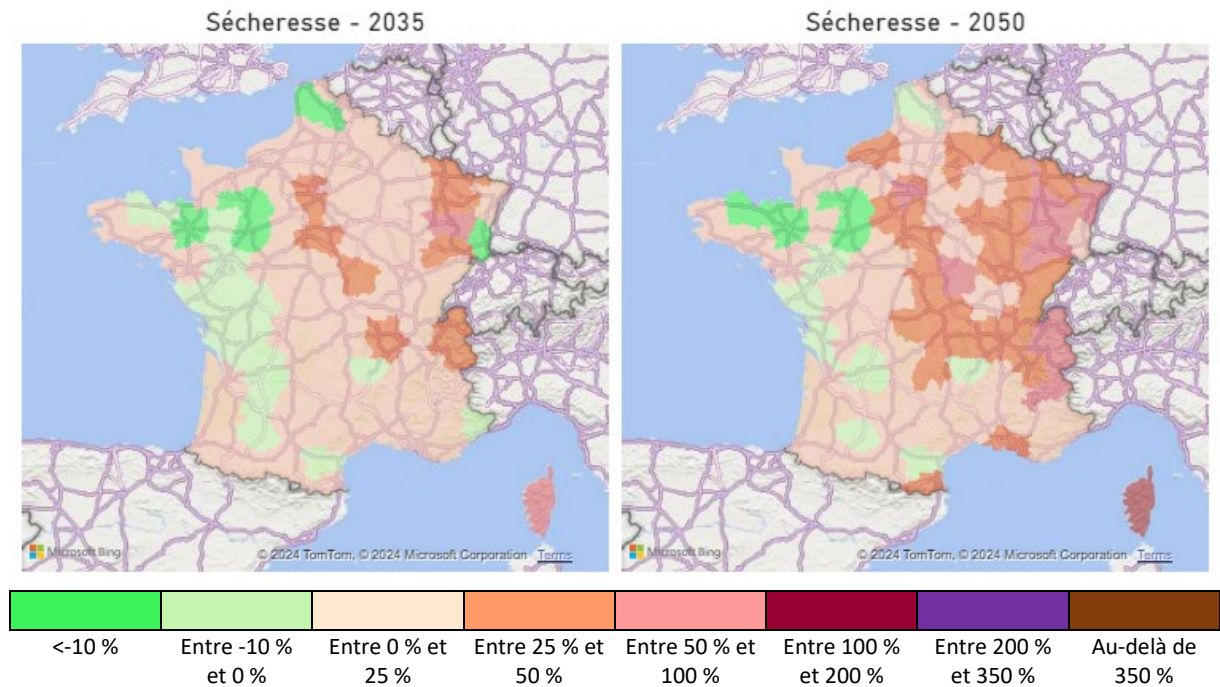 Sécheresse - 2035
Sécheresse - 2050
Microsoft Bing
© 2024 TomTom, © 2024 Microsoft Corporation Terms
Microsoft Bing
© 2024 TomTom, © 2024 Microsoft Corporation Terms
<-10 %
Entre -10 %
et 0 %
Entre 0 % et
25 %
Entre 25 % et
50 %
Entre 50 % et
100 %
Entre 100 %
et 200 %
Entre 200 %
et 350 %
Au-delà de
350 %